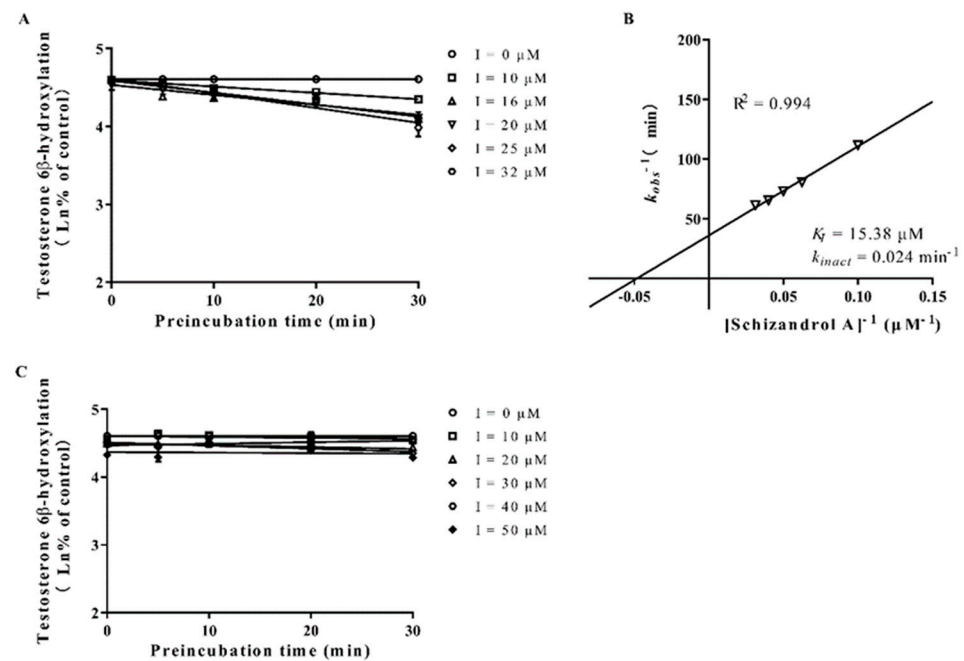 A
Testosterone 6β-hydroxylation
( Ln% of control)
5
4
3
2
0
10
20
30
Preincubation time (min)
I = 0 µM
I = 10 µM
I = 16 µM
I = 20 µM
I = 25 µM
I = 32 µM
B
kobs-1( min)
200
150
100
50
R2 = 0.994
KI = 15.38 µM
kinact = 0.024 min-1
-0.05
0.05
0.10
0.15
[Schizandrol A]-1 (µM-1)
C
Testosterone 6β-hydroxylation
( Ln% of control)
5
4
3
2
0
10
20
30
Preincubation time (min)
I = 0 µM
I = 10 µM
I = 20 µM
I = 30 µM
I = 40 µM
I = 50 µM